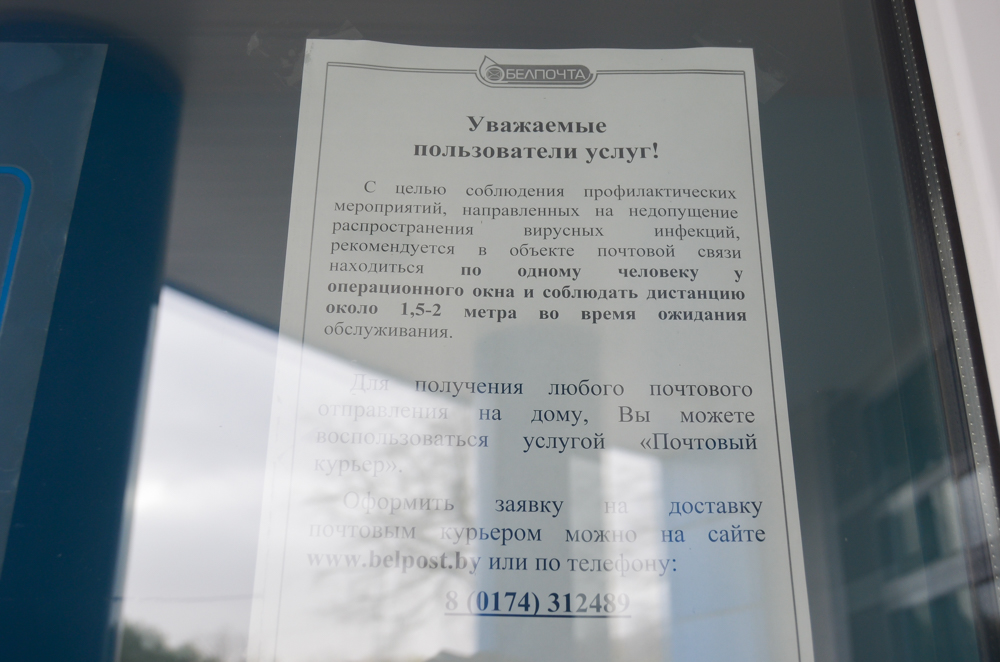 БЕЛПОЧТА
Уважаемые
пользователи услуг!
С целью соблюдения профилактических
мероприятий, направленных на недопущение
распространения вирусных инфекций,
рекомендуется в объекте почтовой связи
находиться по одному человеку у
операционного окна и соблюдать дистанцию
около 1,5-2 метра во время ожидания
обслуживания.
Для получения любого почтового
отправления на дому, Вы можете
воспользоваться услугой «Почтовый
курьер».
Оформить заявку на доставку
почтовым курьером можно на сайте
www.belpost.by или по телефону:
8 (0174) 312489